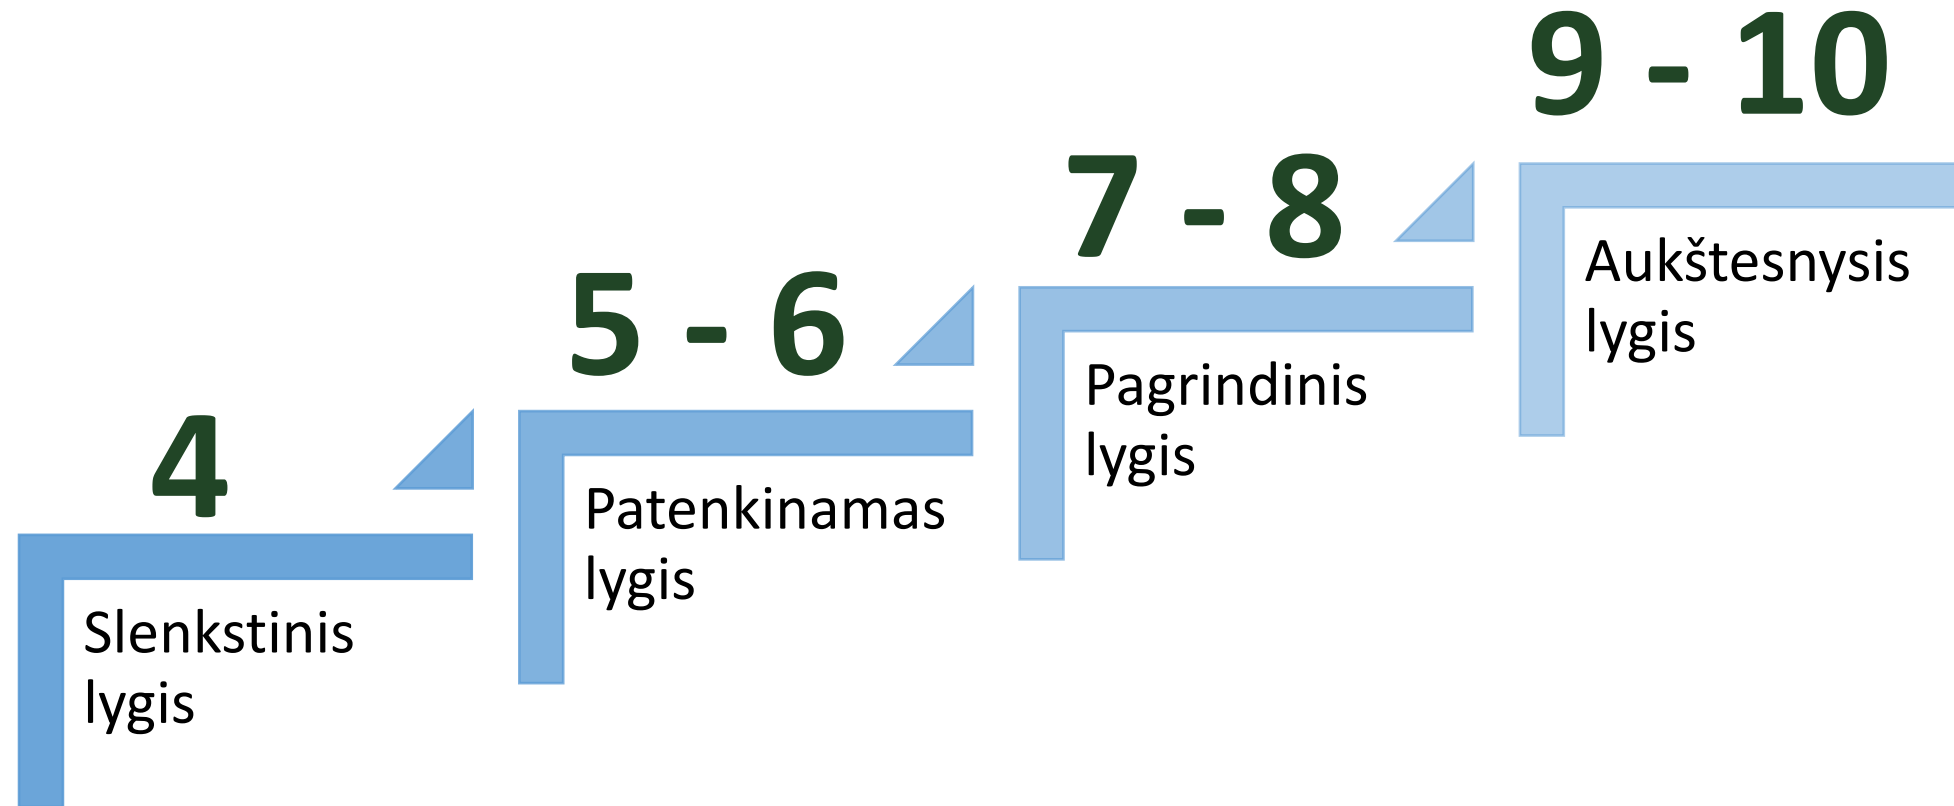 4
Slenkstinis
lygis
5 - 6
Patenkinamas
lygis
7 - 8
Pagrindinis
lygis
9 - 10
Aukštesnysis
lygis